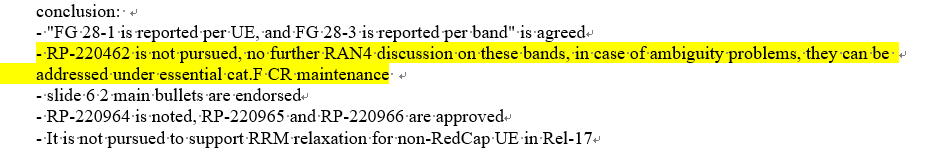 conclusion:
- "FG 28-1 is reported per UE, and FG 28-3 is reported per band" is agreed
- RP-220462 is not pursued, no further RAN4 discussion on these bands, in case of ambiguity problems, they can be
addressed under essential cat.F CR maintenance
- slide 6 2 main bullets are endorsed
- RP-220964 is noted, RP-220965 and RP-220966 are approved
- It is not pursued to support RRM relaxation for non-RedCap UE in Rel-17